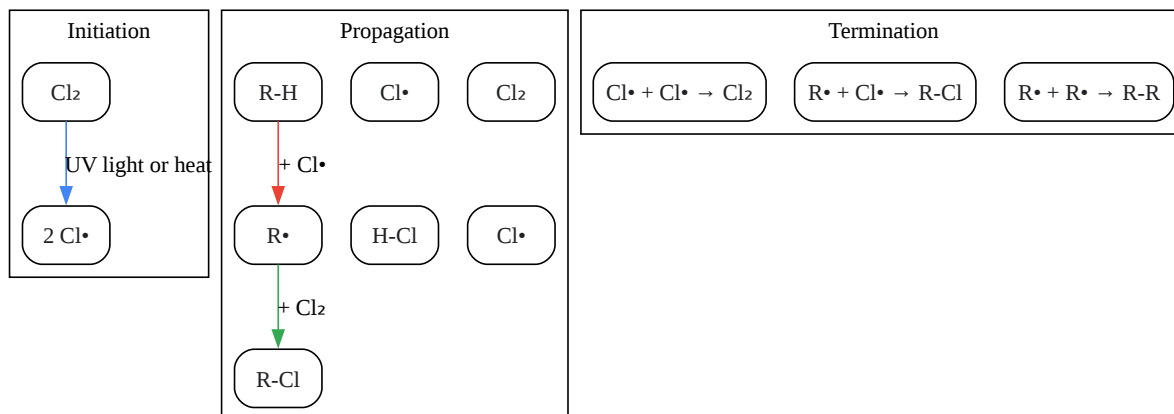 Initiation
Cl₂
UV light or heat
2 Cl•
Propagation
R-H
Cl•
Cl₂
+ Cl•
R•
H-Cl
Cl•
+ Cl₂
R-Cl
Termination
Cl• + Cl• → Cl₂
R• + Cl• → R-Cl
R• + R• → R-R